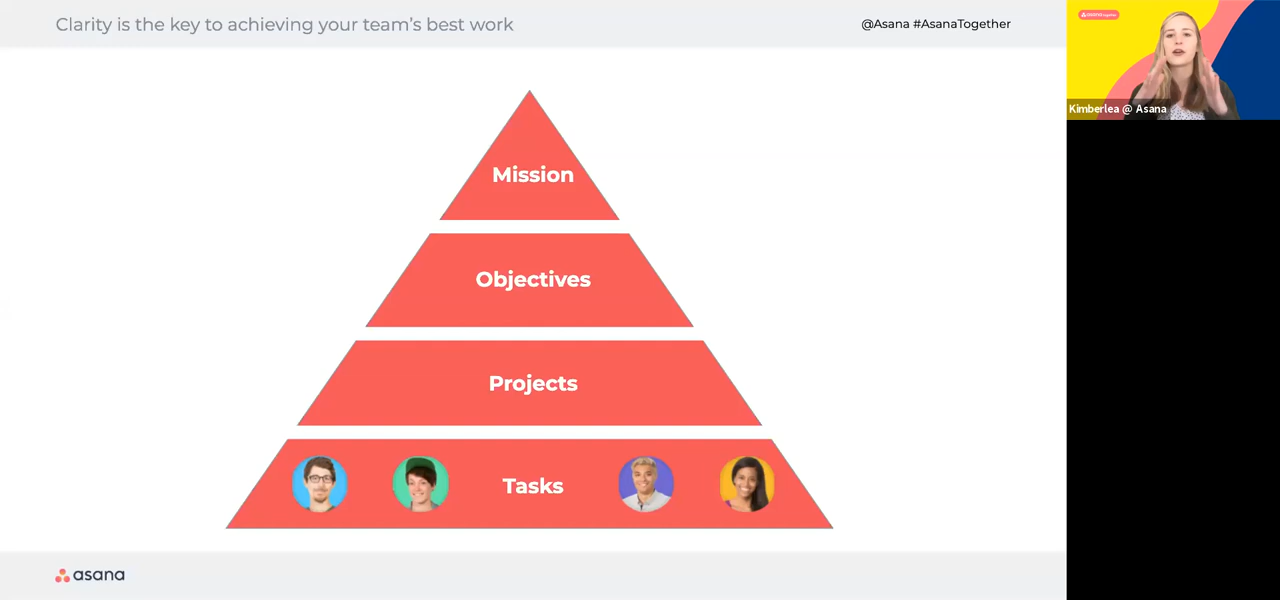 Clarity is the key to achieving your team's best work
@Asana #AsanaTogether
Kimberlea @ Asana
Mission
Objectives
Projects
Tasks
asana